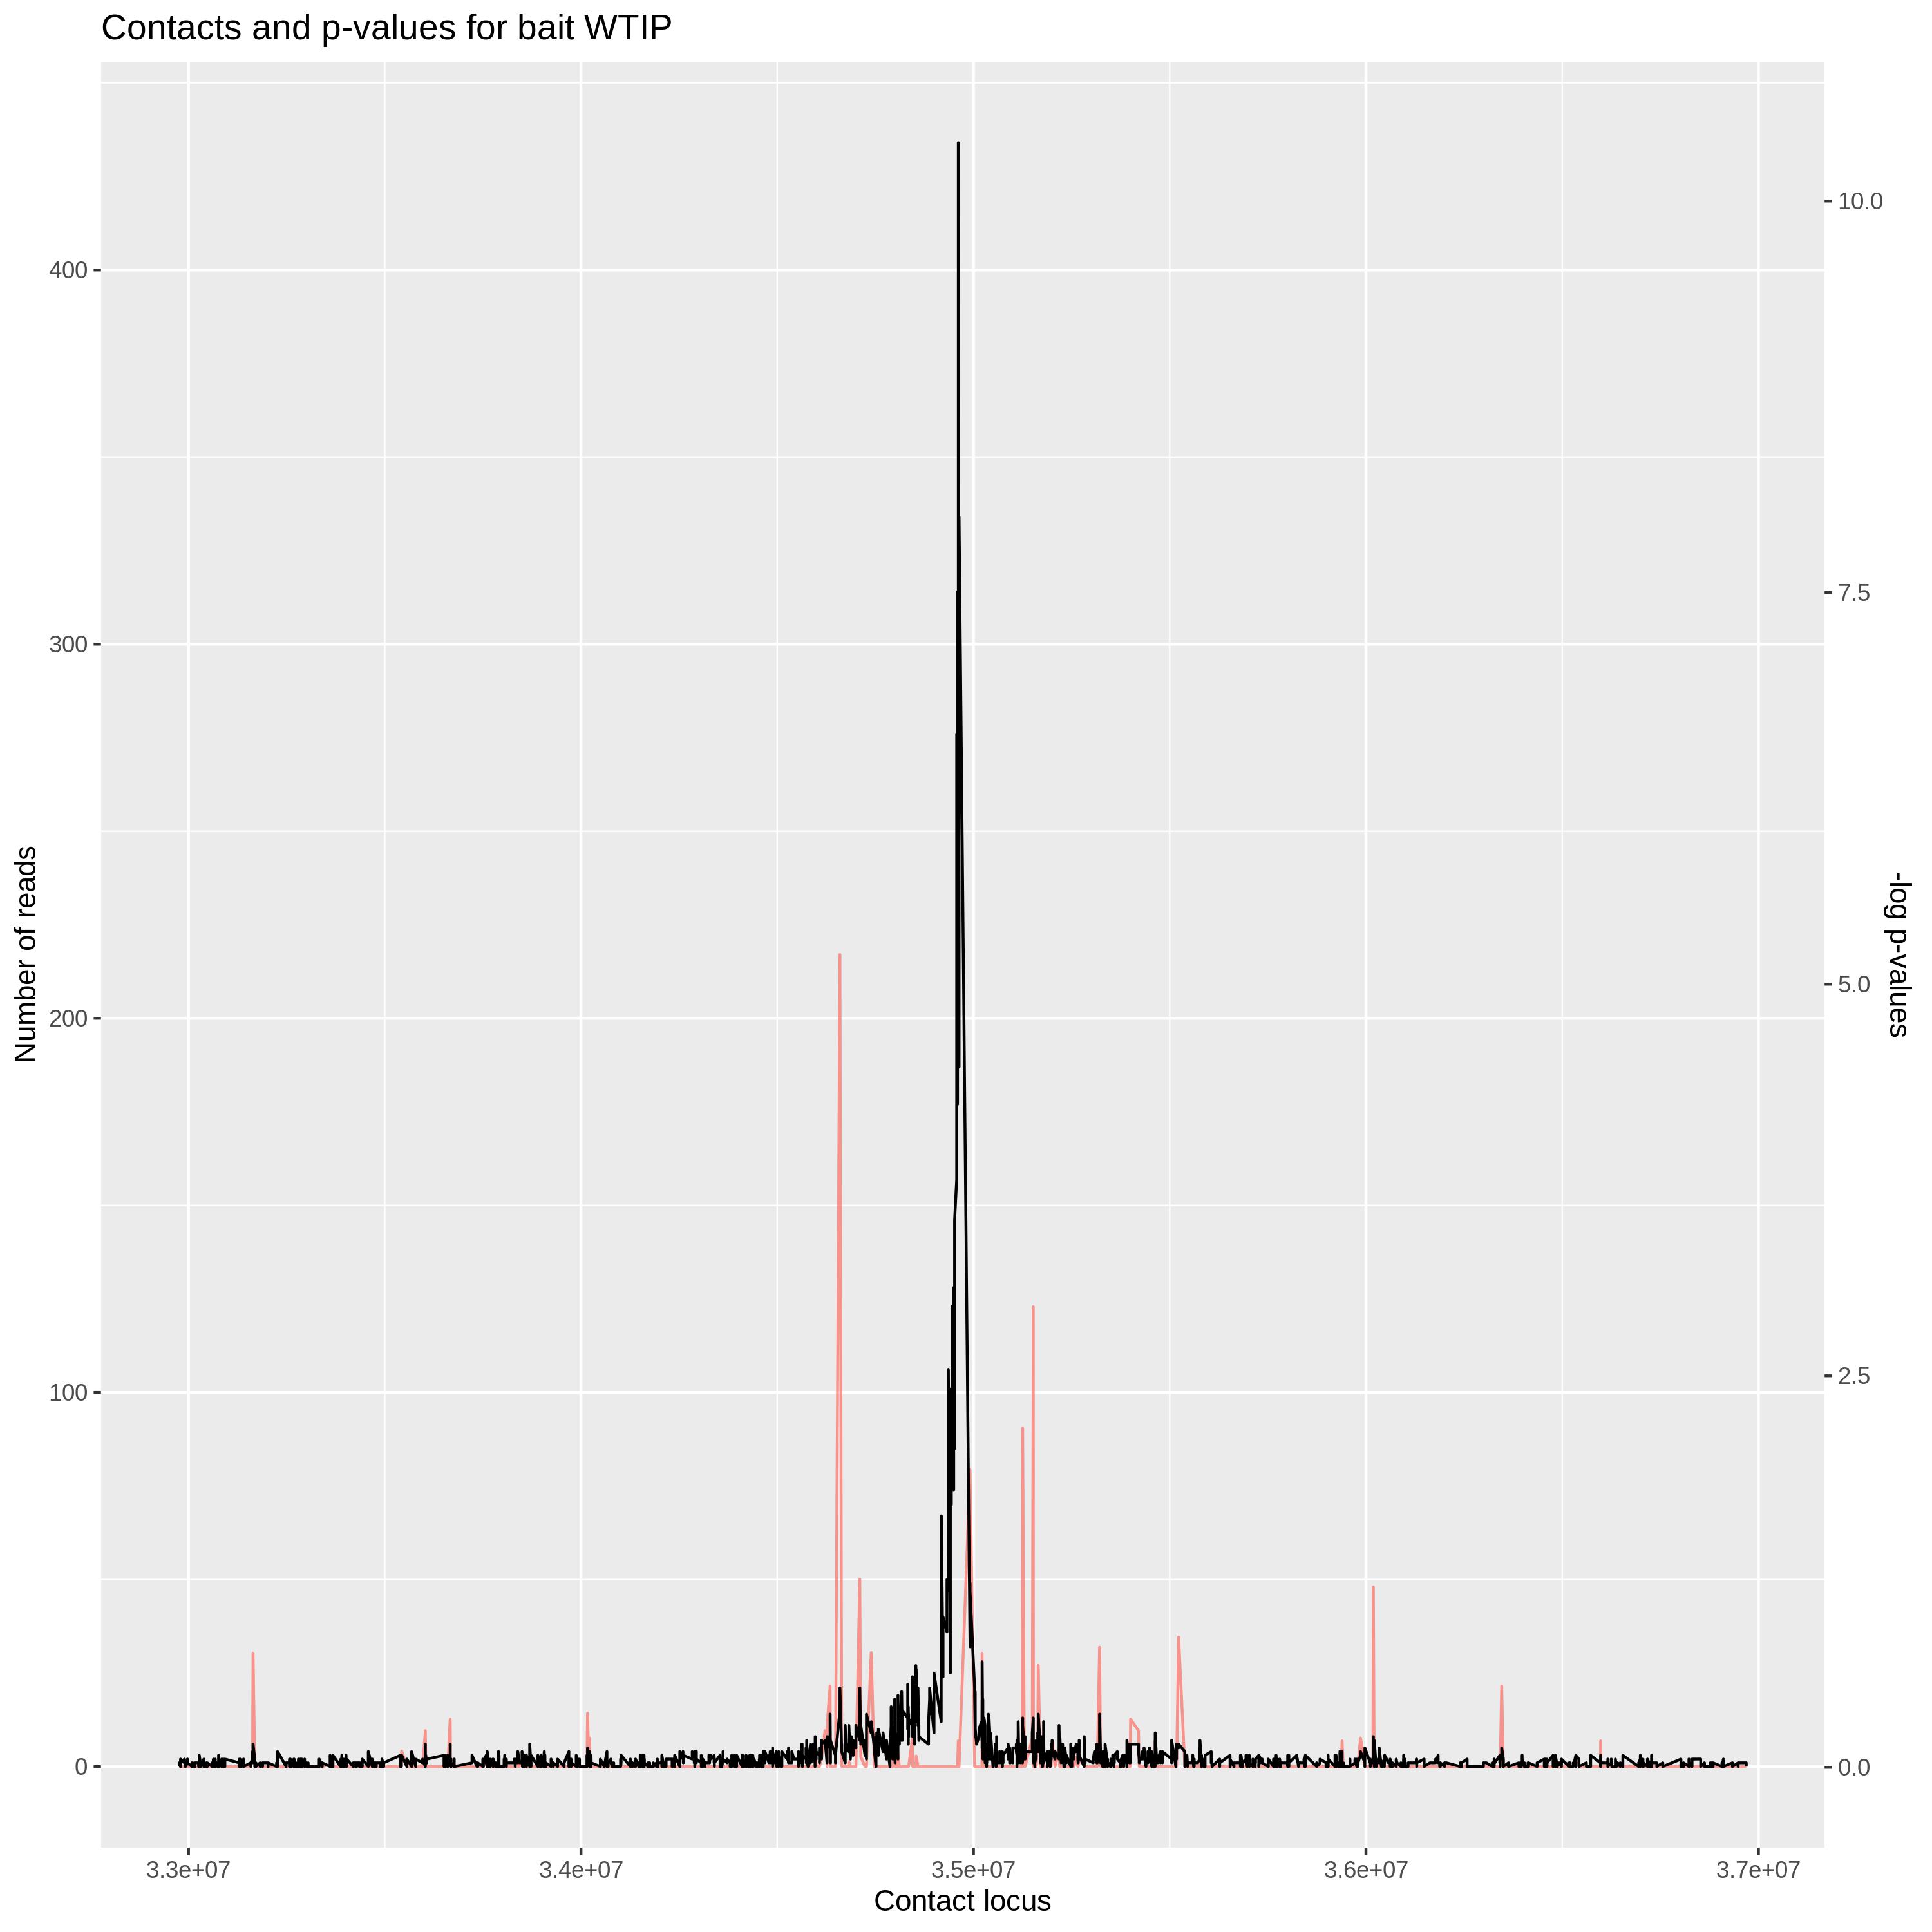 Contacts and p-values for bait WTIP
10.0
400
7.5
300
Number of reads
-log p-values
5.0
200
2.5
100
0
0.0
3.3e+07
3.4e+07
3.5e+07
3.6e+07
3.7e+07
Contact locus